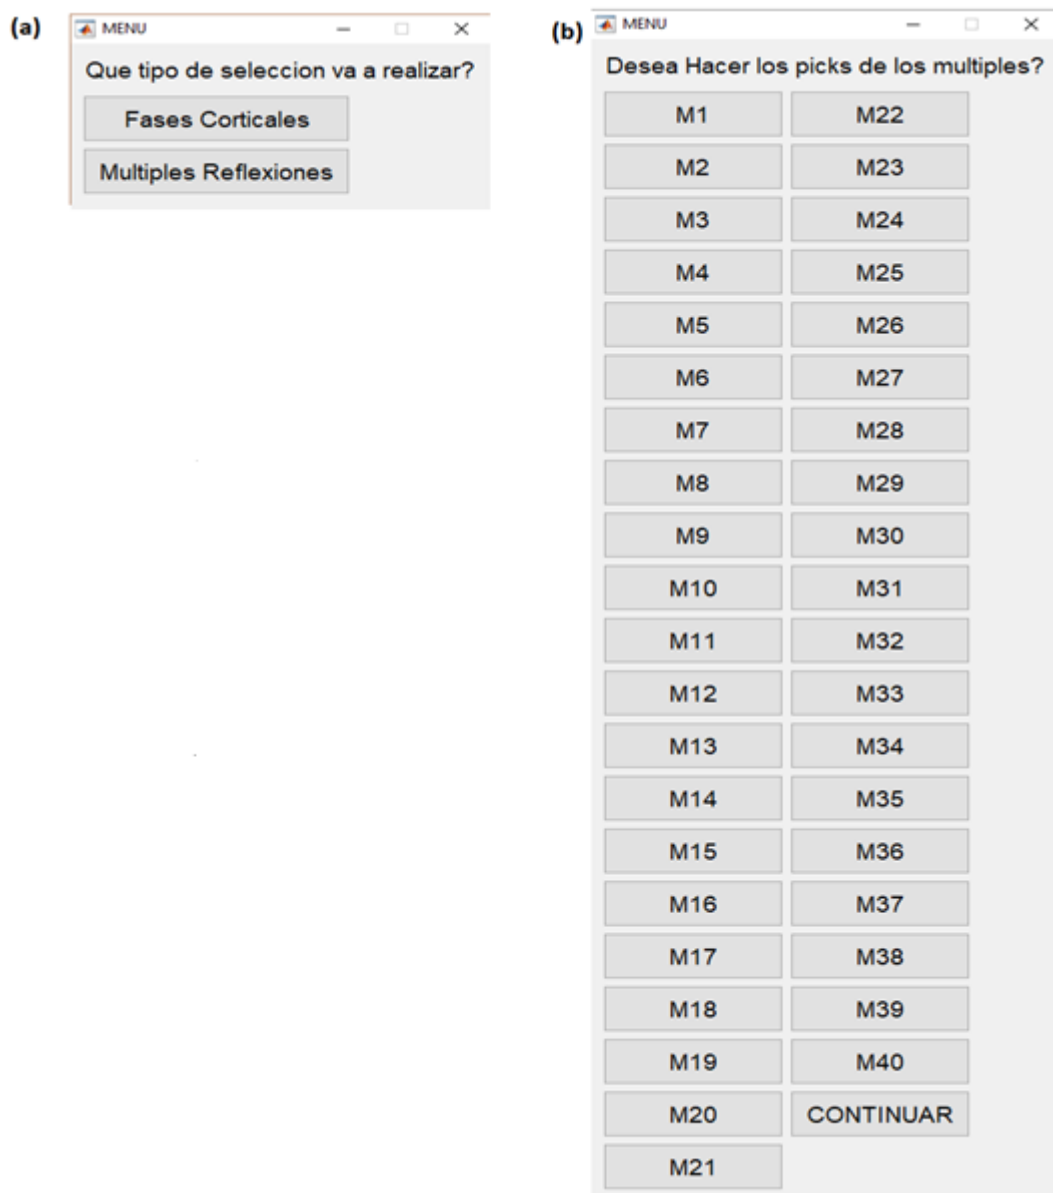 (a)
MENU
Que tipo de seleccion va a realizar?
Fases Corticales
Multiples Reflexiones
(b)
MENU
Desea Hacer los picks de los multiples?
M1
M2
M3
M4
M5
M6
M7
M8
M9
M10
M11
M12
M13
M14
M15
M16
M17
M18
M19
M20
M21
M22
M23
M24
M25
M26
M27
M28
M29
M30
M31
M32
M33
M34
M35
M36
M37
M38
M39
M40
CONTINUAR